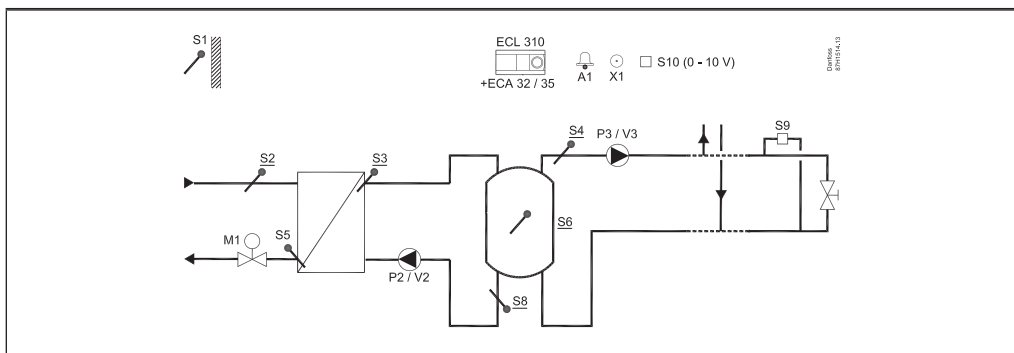 S1
ECL 310
+ECA 32 / 35
A1
X1
S10 (0 - 10 V)
Danfoss
87H1514.13
S2
S3
S4
P3 / V3
S9
M1
S5
P2 / V2
S6
S8